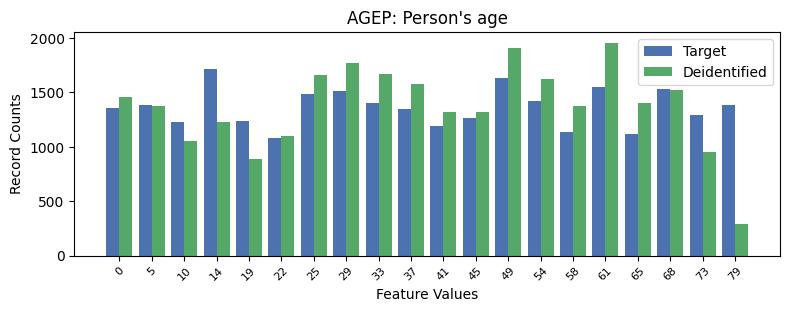 AGEP: Person's age
Target
Deidentified
Record Counts
2000
1500
1000
500
0
0 5 10 14 19 22 25 29 33 37 41 45 49 54 58 61 65 68 73 79
Feature Values